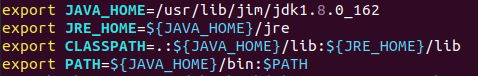 export JAVA_HOME=/usr/lib/jim/jdk1.8.0_162
export JRE_HOME=${JAVA_HOME}/jre
export CLASSPATH=.:${JAVA_HOME}/lib:${JRE_HOME}/lib
export PATH=${JAVA_HOME}/bin:$PATH